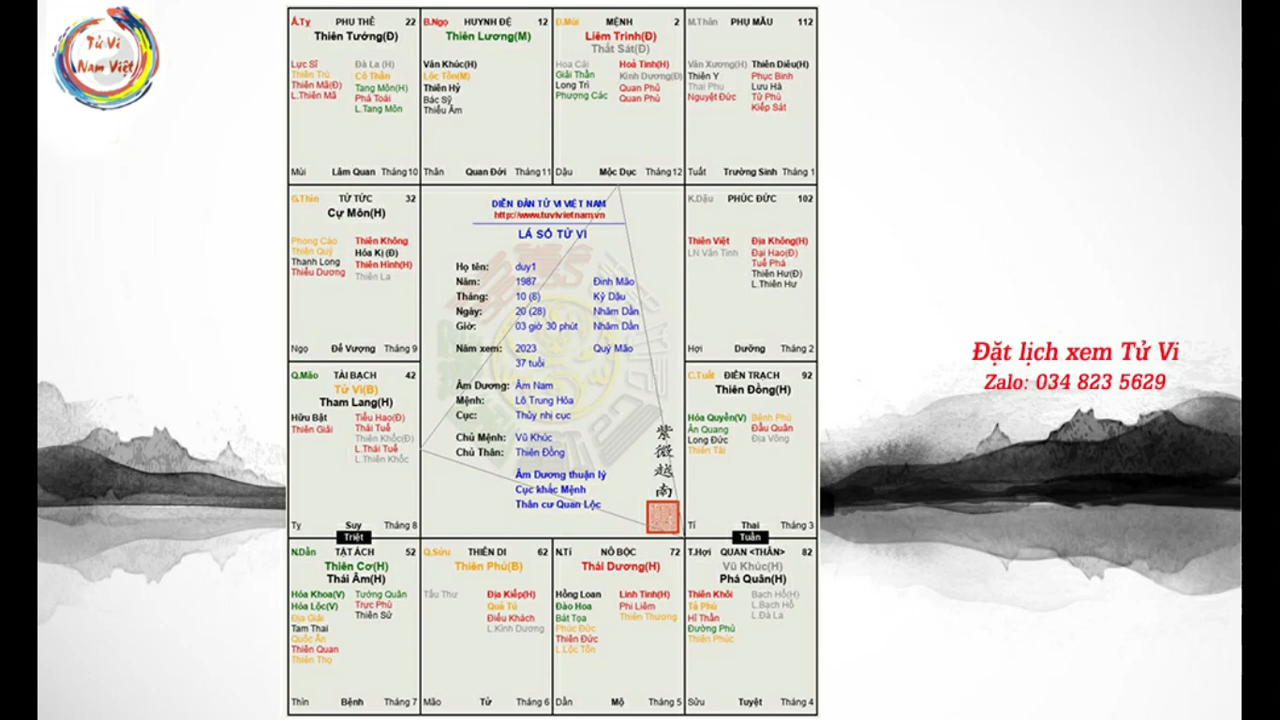 Tử Vi
Nam Việt
Á.Tỵ PHU THÊ 22
Thiên Tướng(Đ)
Lực Sĩ Đà La (H)
Thiên Trù Cô Thần
Thiên Mã(Đ) Tang Môn(H)
L.Thiên Mã Phá Toái
L.Tang Môn
Mùi Lâm Quan Tháng 10
B.Ngọ HUYNH ĐỆ 12
Thiên Lương(M)
Văn Khúc(H)
Lộc Tồn(M)
Thiên Hỷ
Bác Sỹ
Thiếu Âm
Thân Quan Đới Tháng 11
Đ.Mùi MỆNH 2
Liêm Trinh(Đ)
Thất Sát(Đ)
Hoa Cái Hoả Tinh(H)
Giải Thần Kình Dương(Đ)
Long Trì Quan Phủ
Phượng Các Quan Phủ
Dậu Mộc Dục Tháng 12
M.Thân PHỤ MẪU 112
Văn Xương(H) Thiên Diêu(H)
Thiên Y Phục Binh
Thai Phụ Lưu Hà
Nguyệt Đức Tử Phù
Kiếp Sát
Tuất Trường Sinh Tháng 1
G.Thìn TỬ TỨC 32
Cự Môn(H)
Phong Cáo Thiên Không
Thiên Quý Hóa Kị (Đ)
Thanh Long Thiên Hình(H)
Thiếu Dương Thiên La
Ngọ Đế Vượng Tháng 9
DIỄN ĐÀN TỬ VI VIỆT NAM
http://www.tuvivietnam.vn
LÁ SỐ TỬ VI
Họ tên: duy1
Năm: 1987 Đinh Mão
Tháng: 10 (8) Kỷ Dậu
Ngày: 20 (28) Nhâm Dần
Giờ: 03 giờ 30 phút Nhâm Dần
Năm xem: 2023 Quý Mão
37 tuổi
Âm Dương: Âm Nam
Mệnh: Lô Trung Hỏa
Cục: Thủy nhị cục
Chủ Mệnh: Vũ Khúc
Chủ Thân: Thiên Đồng
Âm Dương thuận lý
Cục khắc Mệnh
Thân cư Quan Lộc
紫
微
越
南
K.Dậu PHÚC ĐỨC 102
Thiên Việt Địa Không(H)
LN Văn Tinh Đại Hao(Đ)
Tuế Phá
Thiên Hư(Đ)
L.Thiên Hư
Hợi Dưỡng Tháng 2
Q.Mão TÀI BẠCH 42
Tử Vi(B)
Tham Lang(H)
Hữu Bật Tiểu Hao(Đ)
Thiên Giải Thái Tuế
Thiên Khốc(Đ)
L.Thái Tuế
L.Thiên Khốc
Tỵ Suy Tháng 8
Triệt
C.Tuất ĐIỀN TRẠCH 92
Thiên Đồng(H)
Hóa Quyền(V) Bệnh Phù
Ân Quang Đẩu Quân
Long Đức Địa Võng
Thiên Tài
Tí Thai Tháng 3
Tuần
N.Dần TẬT ÁCH 52
Thiên Cơ(H)
Thái Âm(H)
Hóa Khoa(V) Tướng Quân
Hóa Lộc(V) Trực Phù
Địa Giải Thiên Sứ
Tam Thai
Quốc Ấn
Thiên Quan
Thiên Thọ
Thìn Bệnh Tháng 7
Q.Sửu THIÊN DI 62
Thiên Phủ(B)
Tấu Thư Địa Kiếp(H)
Quả Tú
Điếu Khách
L.Kình Dương
Mão Tử Tháng 6
N.Tí NÔ BỘC 72
Thái Dương(H)
Hồng Loan Linh Tinh(H)
Đào Hoa Phi Liêm
Bát Tọa Thiên Thương
Phúc Đức
Thiên Đức
L.Lộc Tồn
Dần Mộ Tháng 5
T.Hợi QUAN <THÂN> 82
Vũ Khúc(H)
Phá Quân(H)
Thiên Khôi Bạch Hổ(H)
Tả Phù L.Bạch Hổ
Hỉ Thần L.Đà La
Đường Phù
Thiên Phúc
Sửu Tuyệt Tháng 4
Đặt lịch xem Tử Vi
Zalo: 034 823 5629